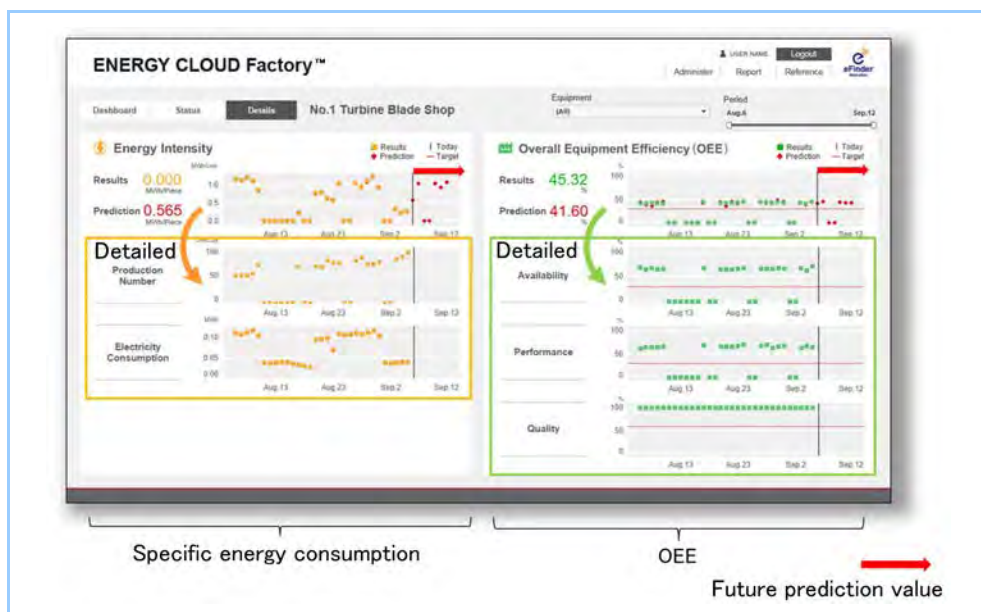 ENERGY CLOUD Factory™
USER NAME Logout
Administer Report Reference
eFinder
Dashboard Status Details No.1 Turbine Blade Shop
Equipment
(All)
Period
Aug.6 Sep.12
Energy Intensity
Results Today
Prediction Target
Results 0.000
MWh/Piece
Prediction 0.565
MWh/Piece
1.0
0.5
0.0
Aug 13 Aug 23 Sep 2 Sep 12
Detailed
Production
Number
100
50
0
Aug 13 Aug 23 Sep 2 Sep 12
Electricity
Consumption
MWh
0.10
0.05
0.00
Aug 13 Aug 23 Sep 2 Sep 12
Overall Equipment Efficiency (OEE)
Results Today
Prediction Target
Results 45.32
%
Prediction 41.60
%
%
100
50
0
Aug 13 Aug 23 Sep 2 Sep 12
Detailed
Availability
%
100
50
0
Aug 13 Aug 23 Sep 2 Sep 12
Performance
%
100
50
0
Aug 13 Aug 23 Sep 2 Sep 12
Quality
%
100
50
0
Aug 13 Aug 23 Sep 2 Sep 12
Specific energy consumption
OEE
Future prediction value